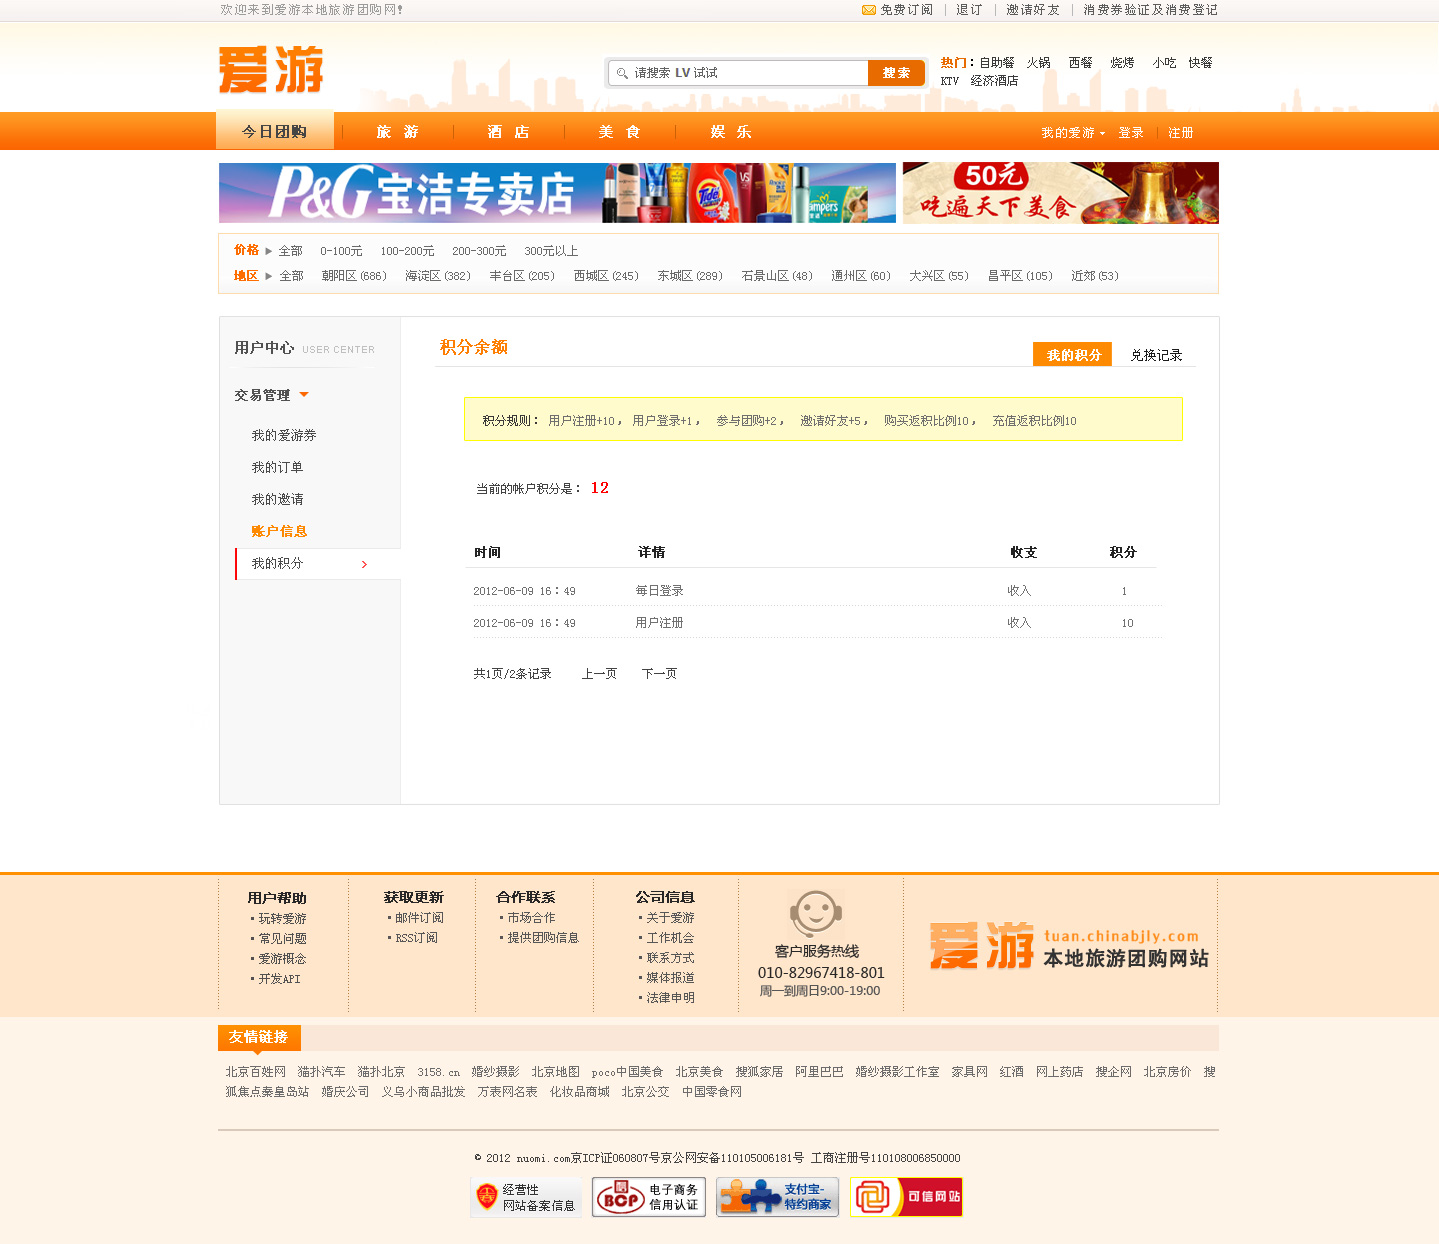 欢迎来到爱游本地旅游团购网!
免费订阅 | 退订 | 邀请好友 | 消费券验证及消费登记
爱游
请搜索 LV 试试
搜索
热门：自助餐 火锅 西餐 烧烤 小吃 快餐
KTV 经济酒店
今日团购 旅游 酒店 美食 娱乐
我的爱游 登录 注册
P&G宝洁专卖店
Tide
VS
Pampers
50元
吃遍天下美食
价格 全部 0-100元 100-200元 200-300元 300元以上
地区 全部 朝阳区(686) 海淀区(382) 丰台区(205) 西城区(245) 东城区(289) 石景山区(48) 通州区(60) 大兴区(55) 昌平区(105) 近郊(53)
用户中心 USER CENTER
交易管理
我的爱游券
我的订单
我的邀请
账户信息
我的积分
积分余额
我的积分 兑换记录
积分规则： 用户注册+10， 用户登录+1， 参与团购+2， 邀请好友+5， 购买返积比例10， 充值返积比例10
当前的帐户积分是： 12
时间 详情 收支 积分
2012-06-09 16：49 每日登录 收入 1
2012-06-09 16：49 用户注册 收入 10
共1页/2条记录 上一页 下一页
用户帮助
玩转爱游
常见问题
爱游概念
开发API
获取更新
邮件订阅
RSS订阅
合作联系
市场合作
提供团购信息
公司信息
关于爱游
工作机会
联系方式
媒体报道
法律申明
客户服务热线
010-82967418-801
周一到周日9:00-19:00
爱游
tuan.chinabjly.com
本地旅游团购网站
友情链接
北京百姓网 猫扑汽车 猫扑北京 3158.cn 婚纱摄影 北京地图 poco中国美食 北京美食 搜狐家居 阿里巴巴 婚纱摄影工作室 家具网 红酒 网上药店 搜企网 北京房价 搜
狐焦点秦皇岛站 婚庆公司 义乌小商品批发 万表网名表 化妆品商城 北京公交 中国零食网
© 2012 nuomi.com京ICP证060807号京公网安备110105006181号 工商注册号110108006850000
经营性
网站备案信息
BCP
电子商务
信用认证
支付宝-
特约商家
可信网站